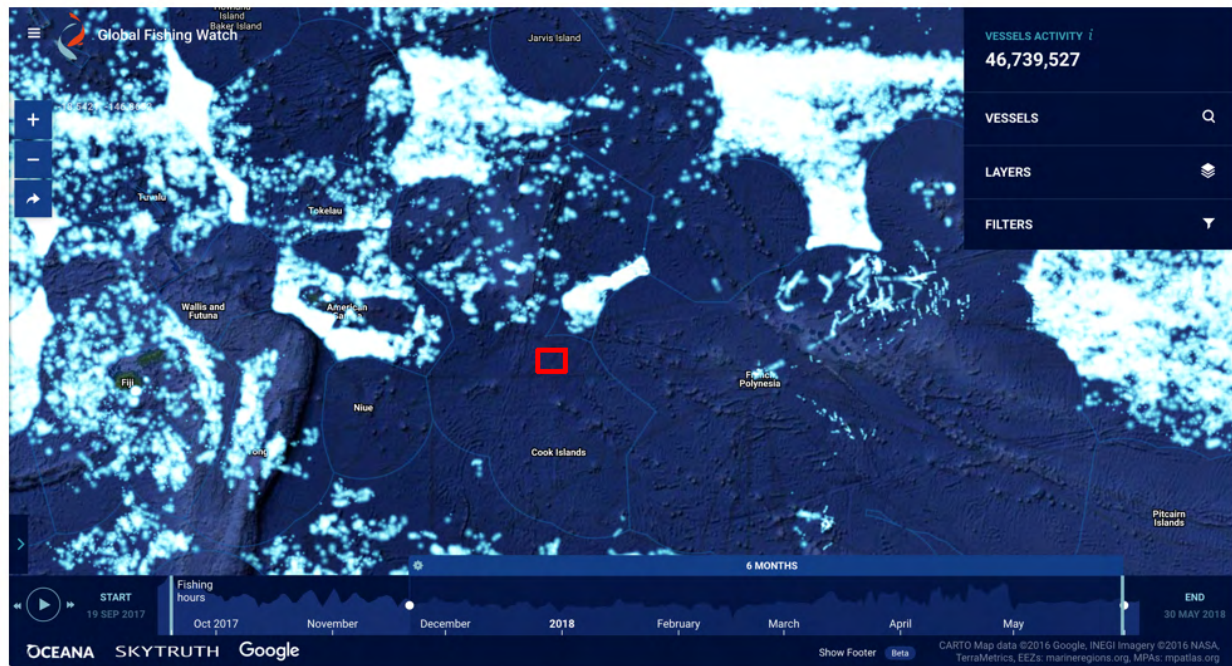 Howland
Island
Baker Island
Global Fishing Watch
Jarvis Island
VESSELS ACTIVITY i
46,739,527
VESSELS
LAYERS
FILTERS
Tuvalu
Tokelau
Wallis and
Futuna
American
Samoa
Fiji
French
Polynesia
Niue
Cook Islands
Tong
Pitcairn
Islands
6 MONTHS
Fishing
hours
START
19 SEP 2017
Oct 2017
November
December
2018
February
March
April
May
END
30 MAY 2018
OCEANA
SKYTRUTH
Google
Show Footer Beta
CARTO Map data ©2016 Google, INEGI Imagery ©2016 NASA,
TerraMetrics, EEZs: marineregions.org, MPAs: mpatlas.org